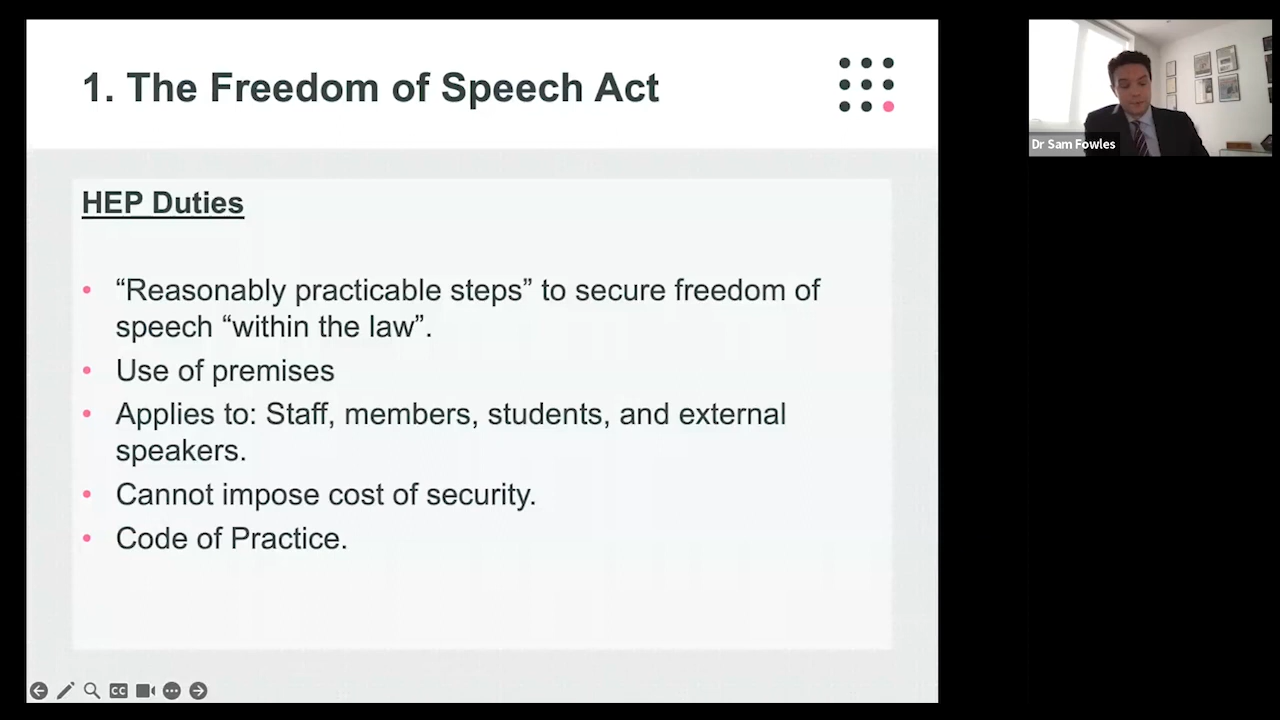 1. The Freedom of Speech Act
HEP Duties
• “Reasonably practicable steps” to secure freedom of
speech “within the law”.
• Use of premises
• Applies to: Staff, members, students, and external
speakers.
• Cannot impose cost of security.
• Code of Practice.
CC
Dr Sam Fowles